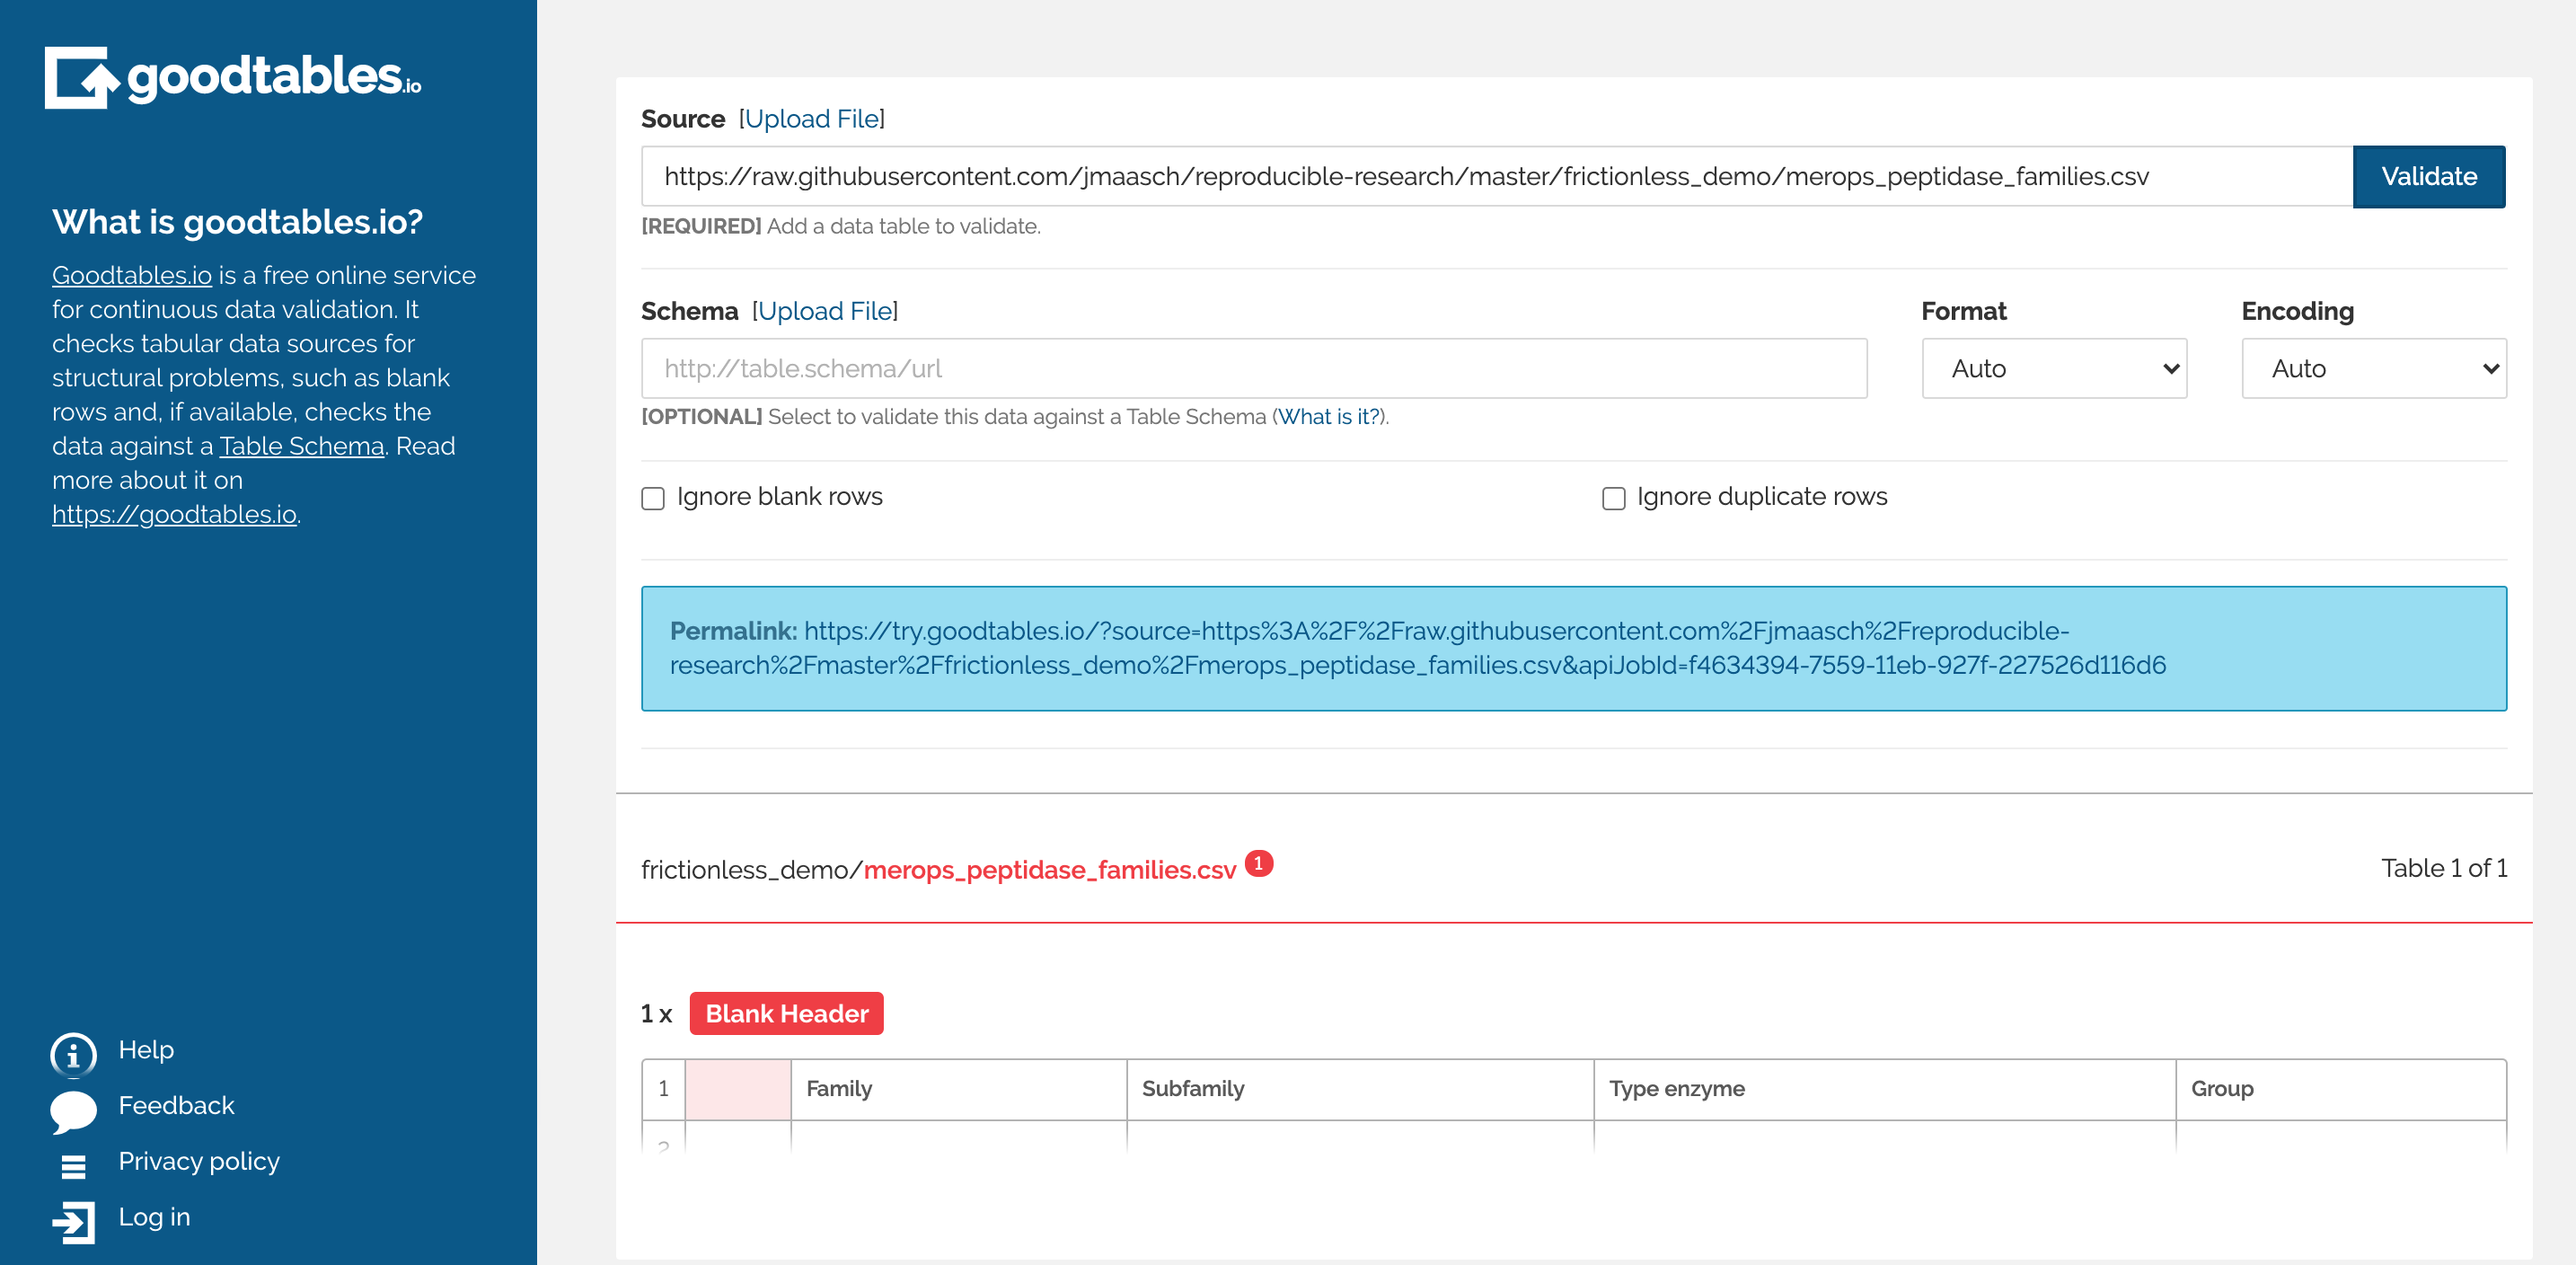 goodtables.io
What is goodtables.io?
Goodtables.io is a free online service
for continuous data validation. It
checks tabular data sources for
structural problems, such as blank
rows and, if available, checks the
data against a Table Schema. Read
more about it on
https://goodtables.io.
Help
Feedback
Privacy policy
Log in
Source [Upload File]
https://raw.githubusercontent.com/jmaasch/reproducible-research/master/frictionless_demo/merops_peptidase_families.csv Validate
[REQUIRED] Add a data table to validate.
Schema [Upload File] Format Encoding
http://table.schema/url Auto Auto
[OPTIONAL] Select to validate this data against a Table Schema (What is it?).
Ignore blank rows Ignore duplicate rows
Permalink: https://try.goodtables.io/?source=https%3A%2F%2Fraw.githubusercontent.com%2Fjmaasch%2Freproducible-
research%2Fmaster%2Ffrictionless_demo%2Fmerops_peptidase_families.csv&apiJobId=f4634394-7559-11eb-927f-227526d116d6
frictionless_demo/merops_peptidase_families.csv 1 Table 1 of 1
1 x Blank Header
1 Family Subfamily Type enzyme Group
2